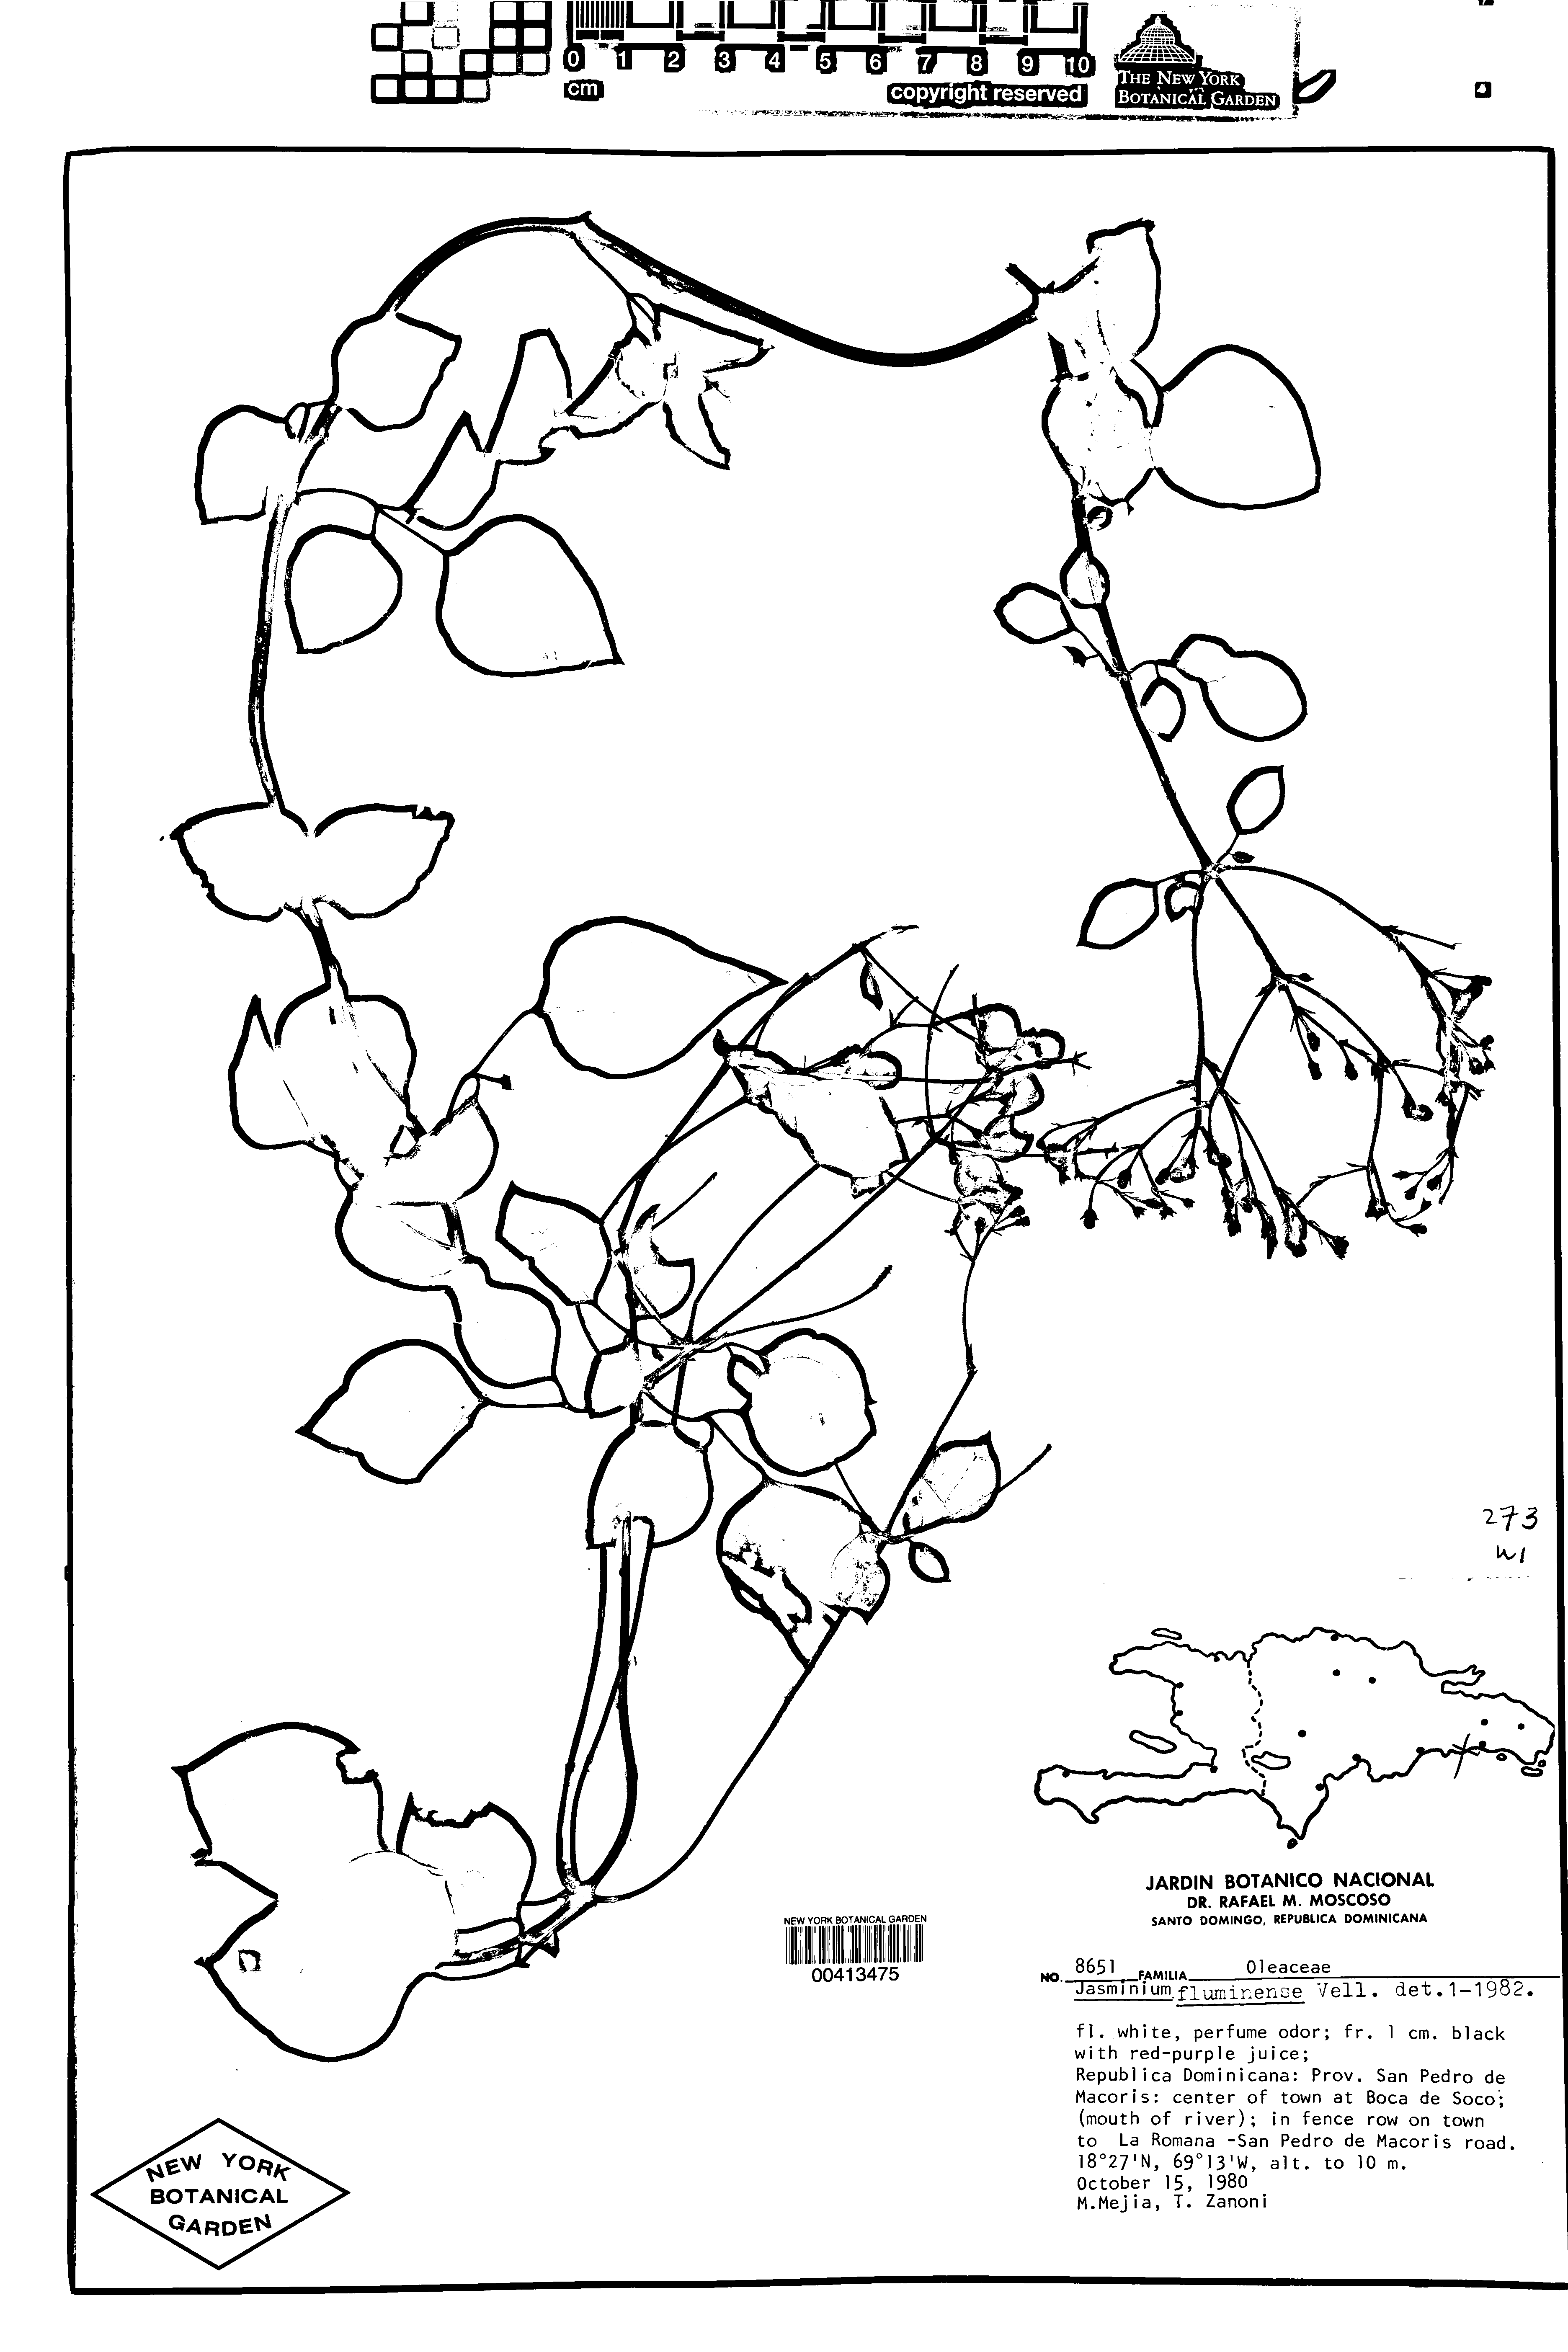 0 1 2 3 4 5 6 7 8 9 10
cm
copyright reserved
THE NEW YORK
BOTANICAL GARDEN
273
WI
JARDIN BOTANICO NACIONAL
DR. RAFAEL M. MOSCOSO
SANTO DOMINGO, REPUBLICA DOMINICANA
NEW YORK BOTANICAL GARDEN
00413475
NO. 8651 FAMILIA Oleaceae
Jasminium fluminense Vell. det.1-1982.
fl. white, perfume odor; fr. 1 cm. black
with red-purple juice;
Republica Dominicana: Prov. San Pedro de
Macoris: center of town at Boca de Soco;
(mouth of river); in fence row on town
to La Romana -San Pedro de Macoris road.
18°27'N, 69°13'W, alt. to 10 m.
October 15, 1980
M.Mejia, T. Zanoni
NEW YORK
BOTANICAL
GARDEN